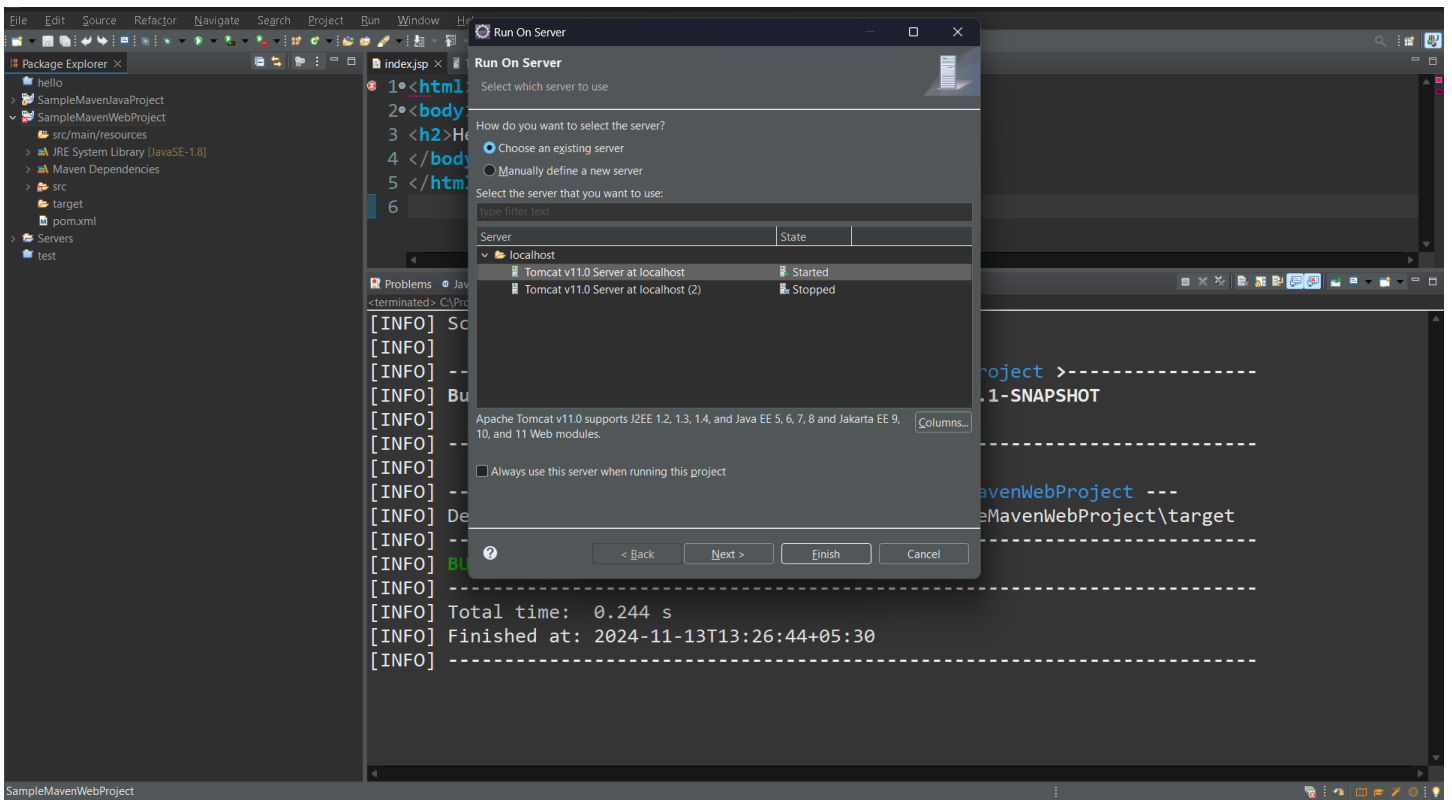 File Edit Source Refactor Navigate Search Project Run Window Hel
Run On Server
Package Explorer
index.jsp
Run On Server
Select which server to use
hello
SampleMavenJavaProject
SampleMavenWebProject
src/main/resources
JRE System Library [JavaSE-1.8]
Maven Dependencies
src
target
pom.xml
Servers
test
1 <html
2 <body
3 <h2>He
4 </body
5 </htm
6
How do you want to select the server?
Choose an existing server
Manually define a new server
Select the server that you want to use:
type filter text
Server State
localhost
Tomcat v11.0 Server at localhost Started
Tomcat v11.0 Server at localhost (2) Stopped
Apache Tomcat v11.0 supports J2EE 1.2, 1.3, 1.4, and Java EE 5, 6, 7, 8 and Jakarta EE 9,
10, and 11 Web modules.
Columns...
Always use this server when running this project
< Back Next > Finish Cancel
Problems Jav
<terminated> C:\Pro
[INFO] Sc
[INFO]
[INFO] -- roject >-----------------
[INFO] Bu .1-SNAPSHOT
[INFO]
[INFO] -- --------------------------
[INFO]
[INFO] -- avenWebProject ---
[INFO] De eMavenWebProject\target
[INFO] -- --------------------------
[INFO] BU
[INFO] ------------------------------------------------------------------------
[INFO] Total time:  0.244 s
[INFO] Finished at: 2024-11-13T13:26:44+05:30
[INFO] ------------------------------------------------------------------------
SampleMavenWebProject